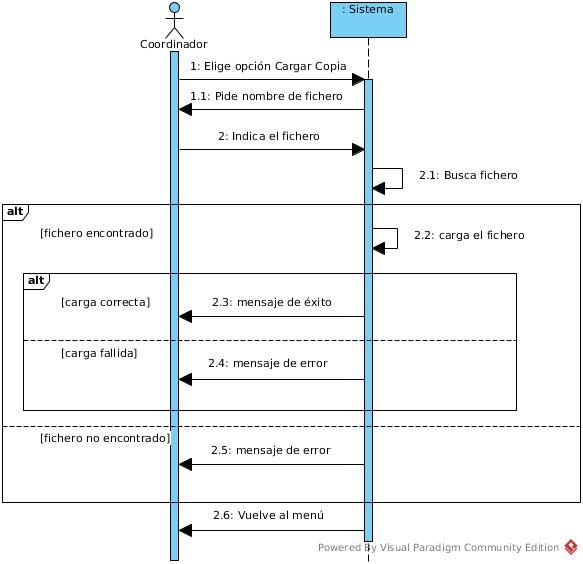 : Sistema
Coordinador
1: Elige opción Cargar Copia
1.1: Pide nombre de fichero
2: Indica el fichero
2.1: Busca fichero
alt
[fichero encontrado]
2.2: carga el fichero
alt
[carga correcta]
2.3: mensaje de éxito
[carga fallida]
2.4: mensaje de error
[fichero no encontrado]
2.5: mensaje de error
2.6: Vuelve al menú
Powered By Visual Paradigm Community Edition